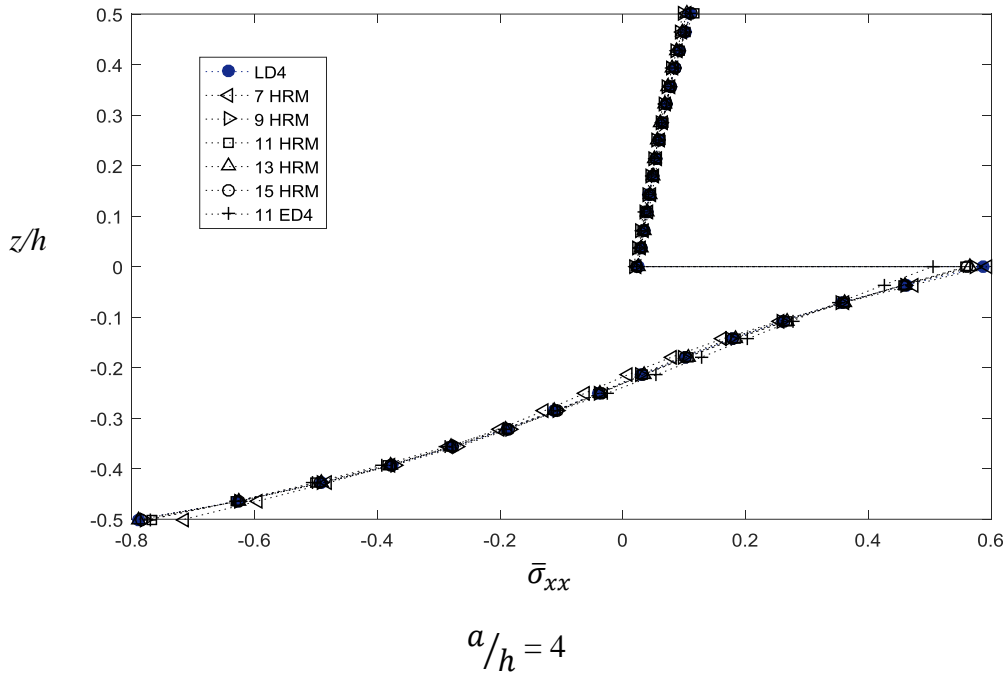 0.5
0.4
0.3
0.2
0.1
0
-0.1
-0.2
-0.3
-0.4
-0.5
z/h
LD4
7 HRM
9 HRM
11 HRM
13 HRM
15 HRM
11 ED4
-0.8 -0.6 -0.4 -0.2 0 0.2 0.4 0.6
σ̄xx
a/h = 4